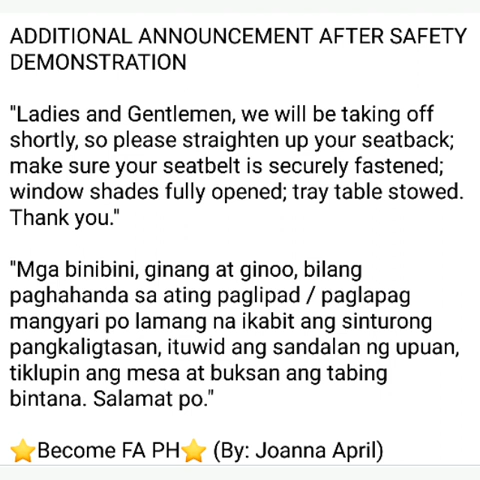 ADDITIONAL ANNOUNCEMENT AFTER SAFETY
DEMONSTRATION
"Ladies and Gentlemen, we will be taking off
shortly, so please straighten up your seatback;
make sure your seatbelt is securely fastened;
window shades fully opened; tray table stowed.
Thank you."
"Mga binibini, ginang at ginoo, bilang
paghahanda sa ating paglipad / paglapag
mangyari po lamang na ikabit ang sinturong
pangkaligtasan, ituwid ang sandalan ng upuan,
tiklupin ang mesa at buksan ang tabing
bintana. Salamat po."
⭐Become FA PH⭐ (By: Joanna April)